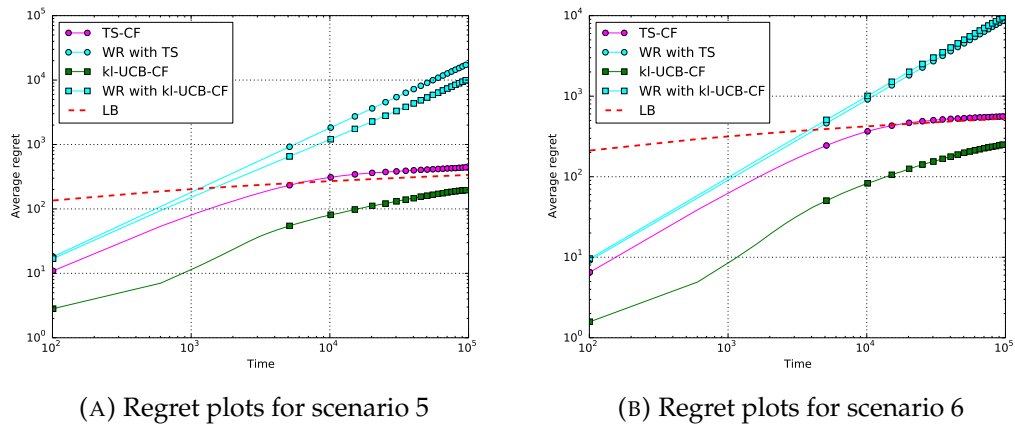 10^5
10^4
10^3
10^2
10^1
10^0
Average regret
TS-CF
WR with TS
kl-UCB-CF
WR with kl-UCB-CF
LB
10^2
10^3
10^4
10^5
Time
(A) Regret plots for scenario 5
10^4
10^3
10^2
10^1
10^0
Average regret
TS-CF
WR with TS
kl-UCB-CF
WR with kl-UCB-CF
LB
10^2
10^3
10^4
10^5
Time
(B) Regret plots for scenario 6